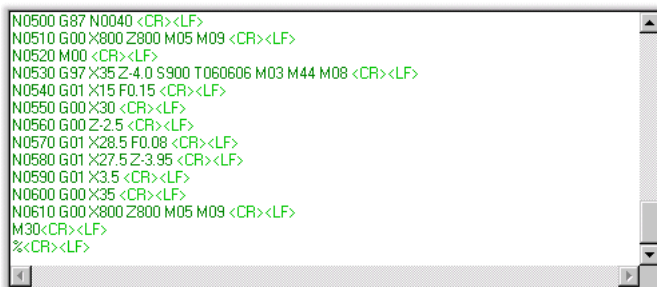 N0500 G87 N0040 <CR><LF>
N0510 G00 X800 Z800 M05 M09 <CR><LF>
N0520 M00 <CR><LF>
N0530 G97 X35 Z-4.0 S900 T060606 M03 M44 M08 <CR><LF>
N0540 G01 X15 F0.15 <CR><LF>
N0550 G00 X30 <CR><LF>
N0560 G00 Z-2.5 <CR><LF>
N0570 G01 X28.5 F0.08 <CR><LF>
N0580 G01 X27.5 Z-3.95 <CR><LF>
N0590 G01 X3.5 <CR><LF>
N0600 G00 X35 <CR><LF>
N0610 G00 X800 Z800 M05 M09 <CR><LF>
M30<CR><LF>
%<CR><LF>